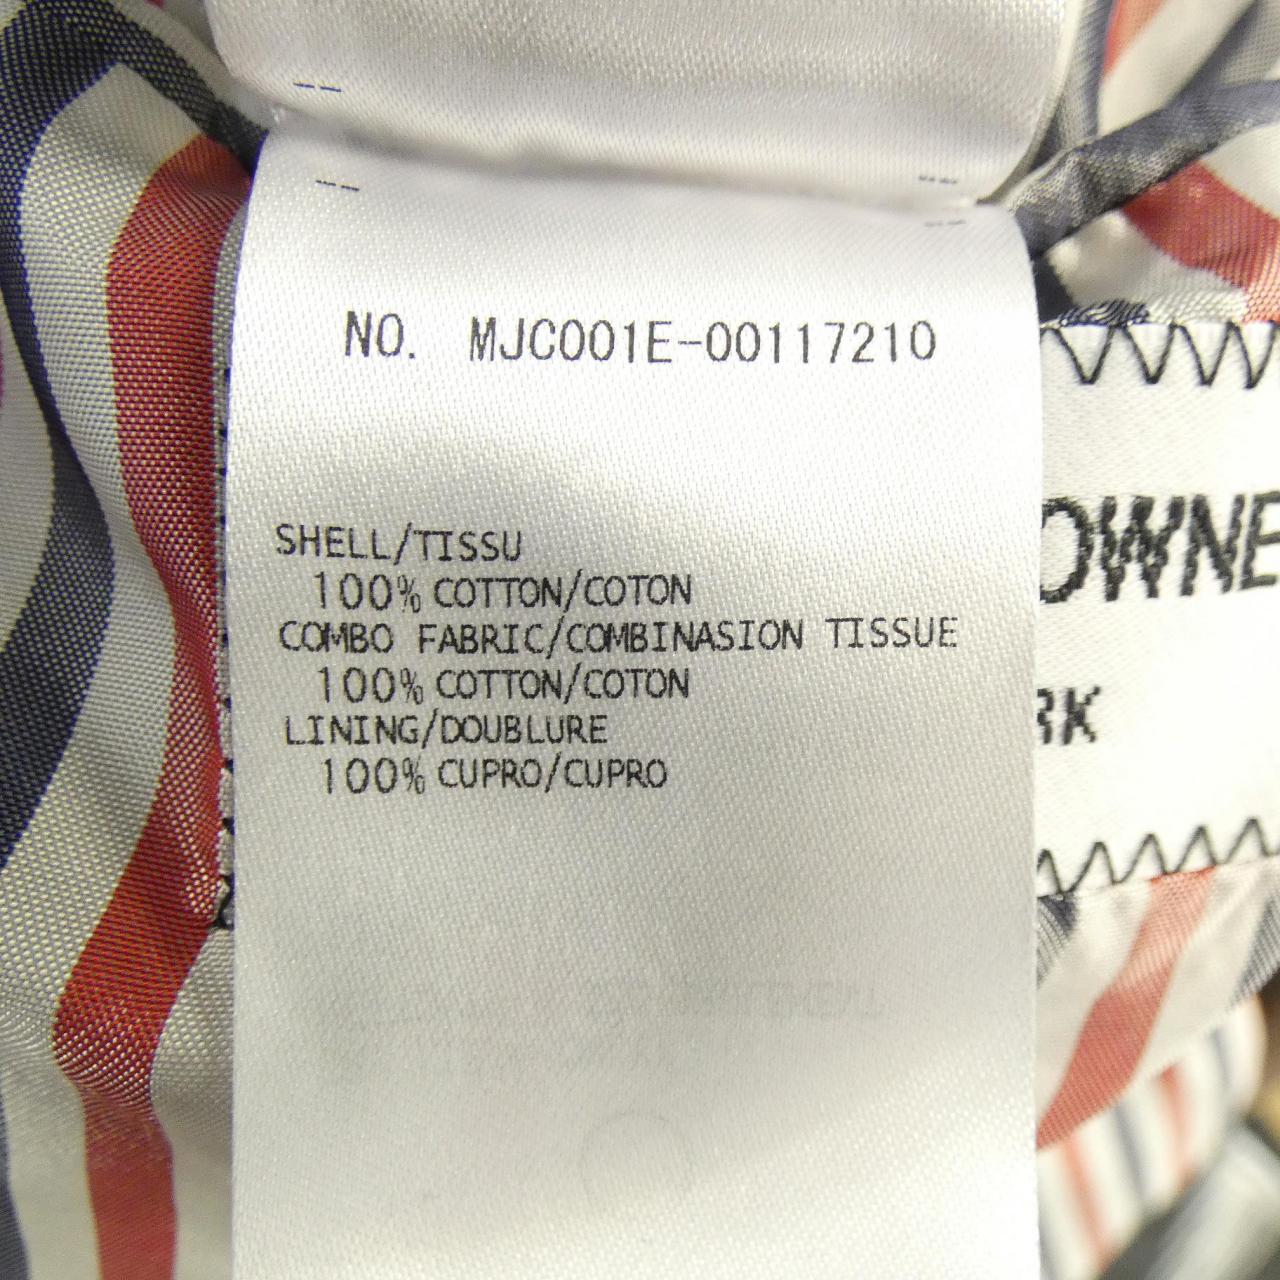 NO. MJC001E-00117210
SHELL/TISSU
100% COTTON/COTON
COMBO FABRIC/COMBINASION TISSUE
100% COTTON/COTON
LINING/DOUBLURE
100% CUPRO/CUPRO
OWNE
RK